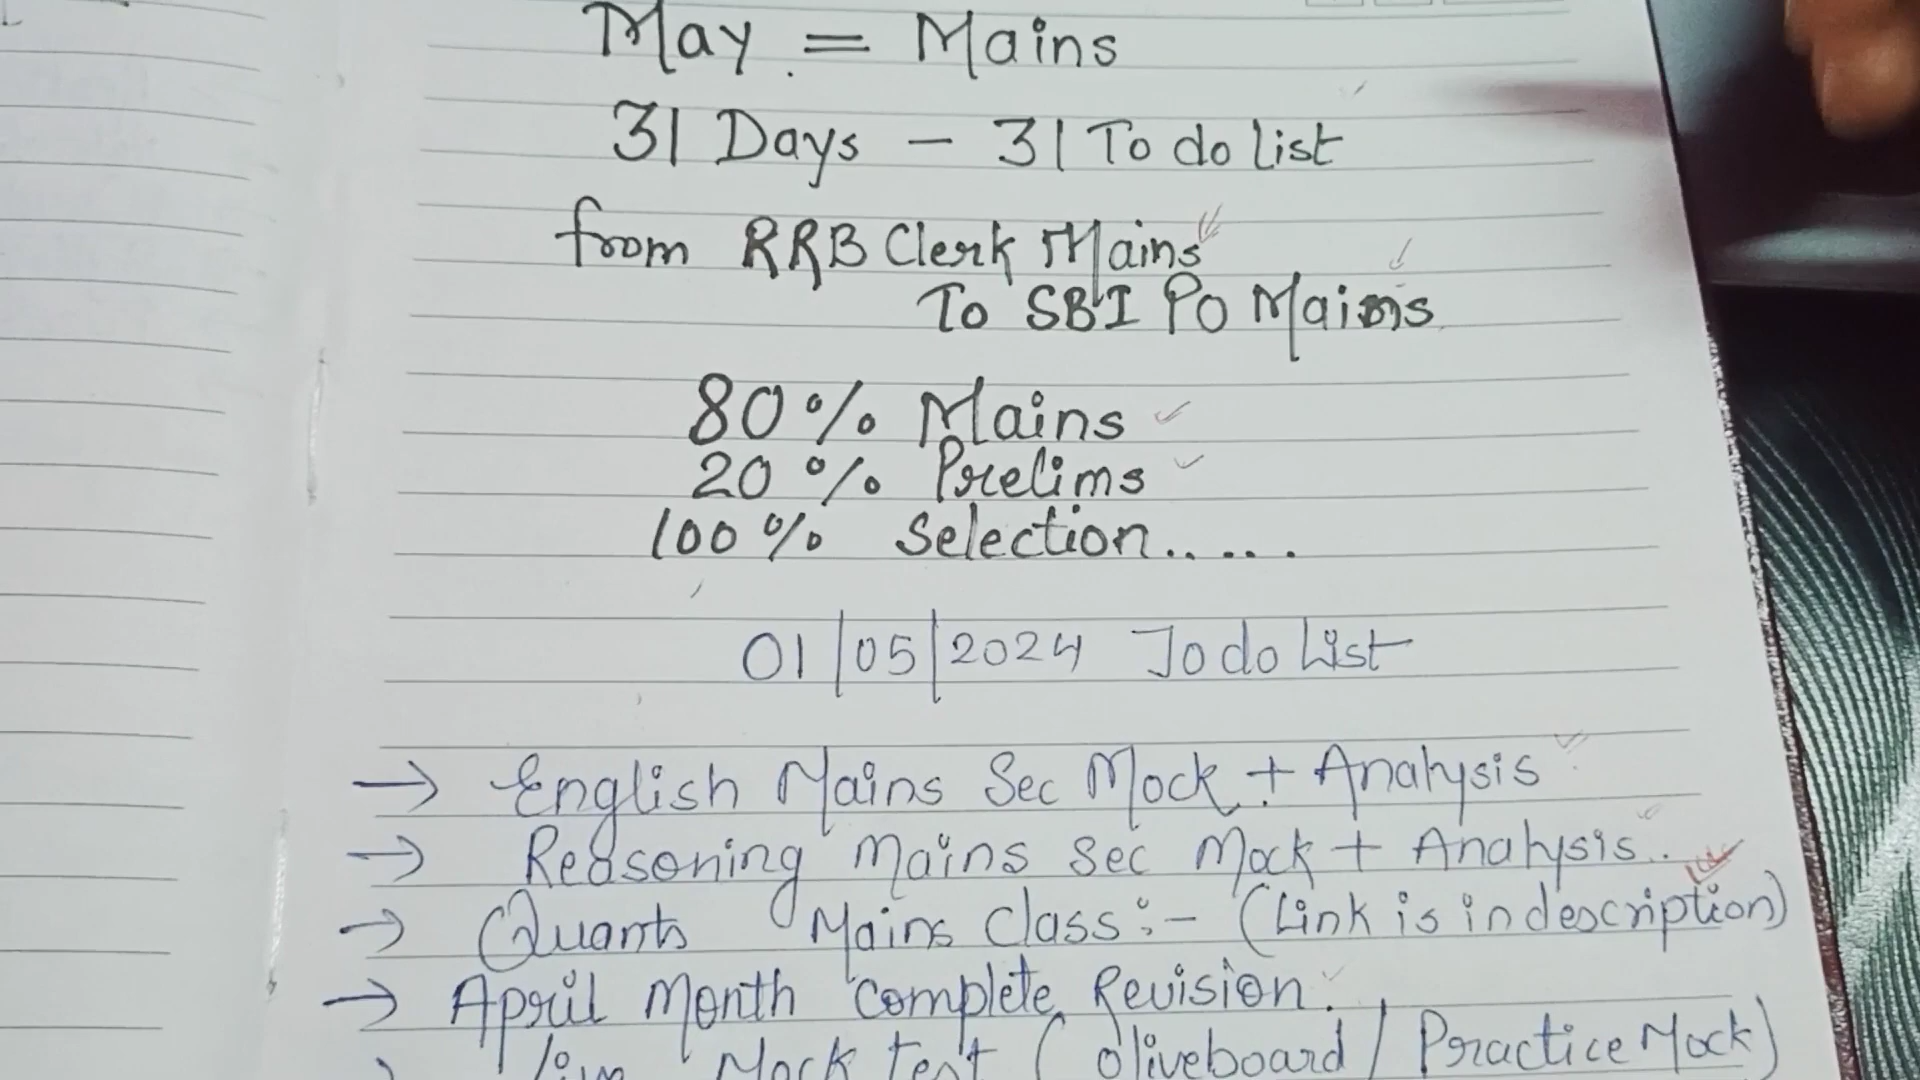 May = Mains
31 Days - 31 To do list
from RRB Clerk Mains
To SBI PO Mains
80% Mains
20% Prelims
100% Selection.....
01/05/2024 To do List
→ English Mains Sec Mock + Analysis
→ Reasoning Mains Sec Mock + Analysis..
→ Quants Mains Class:- (Link is in description)
→ April Month Complete Revision.
Mock Test (oliveboard / Practice Mock)